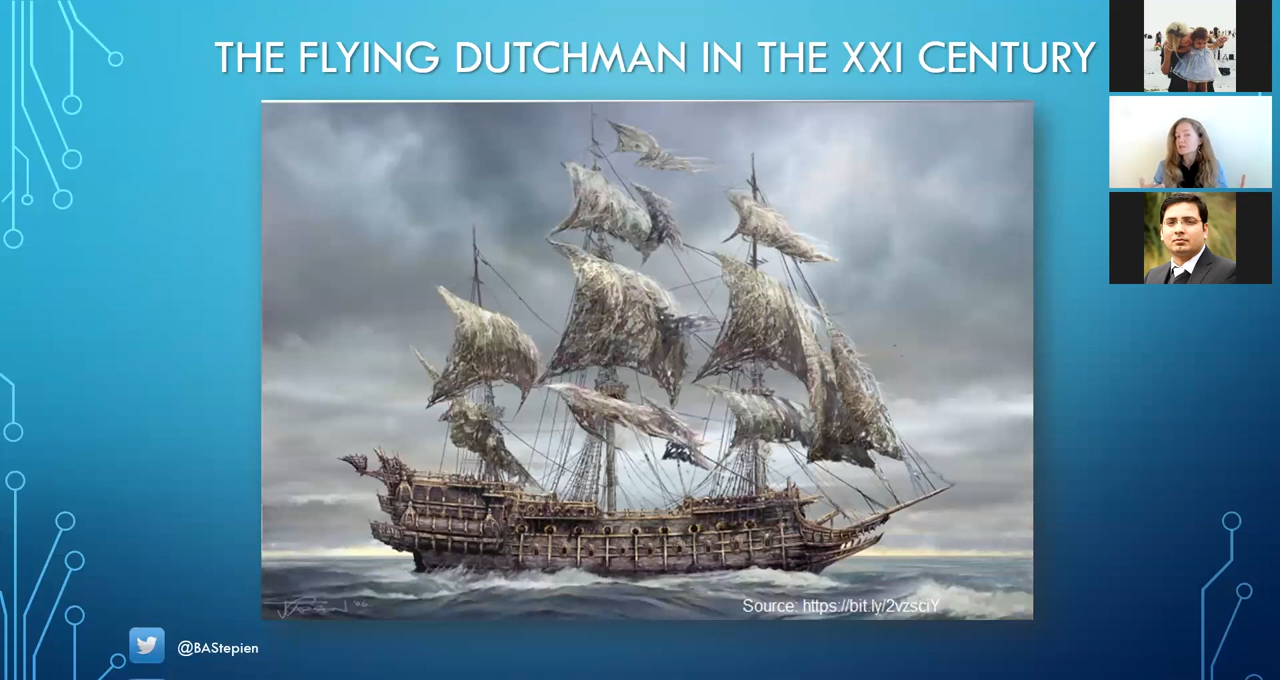 THE FLYING DUTCHMAN IN THE XXI CENTURY
Source: https://bit.ly/2vzsciY
@BAStepien